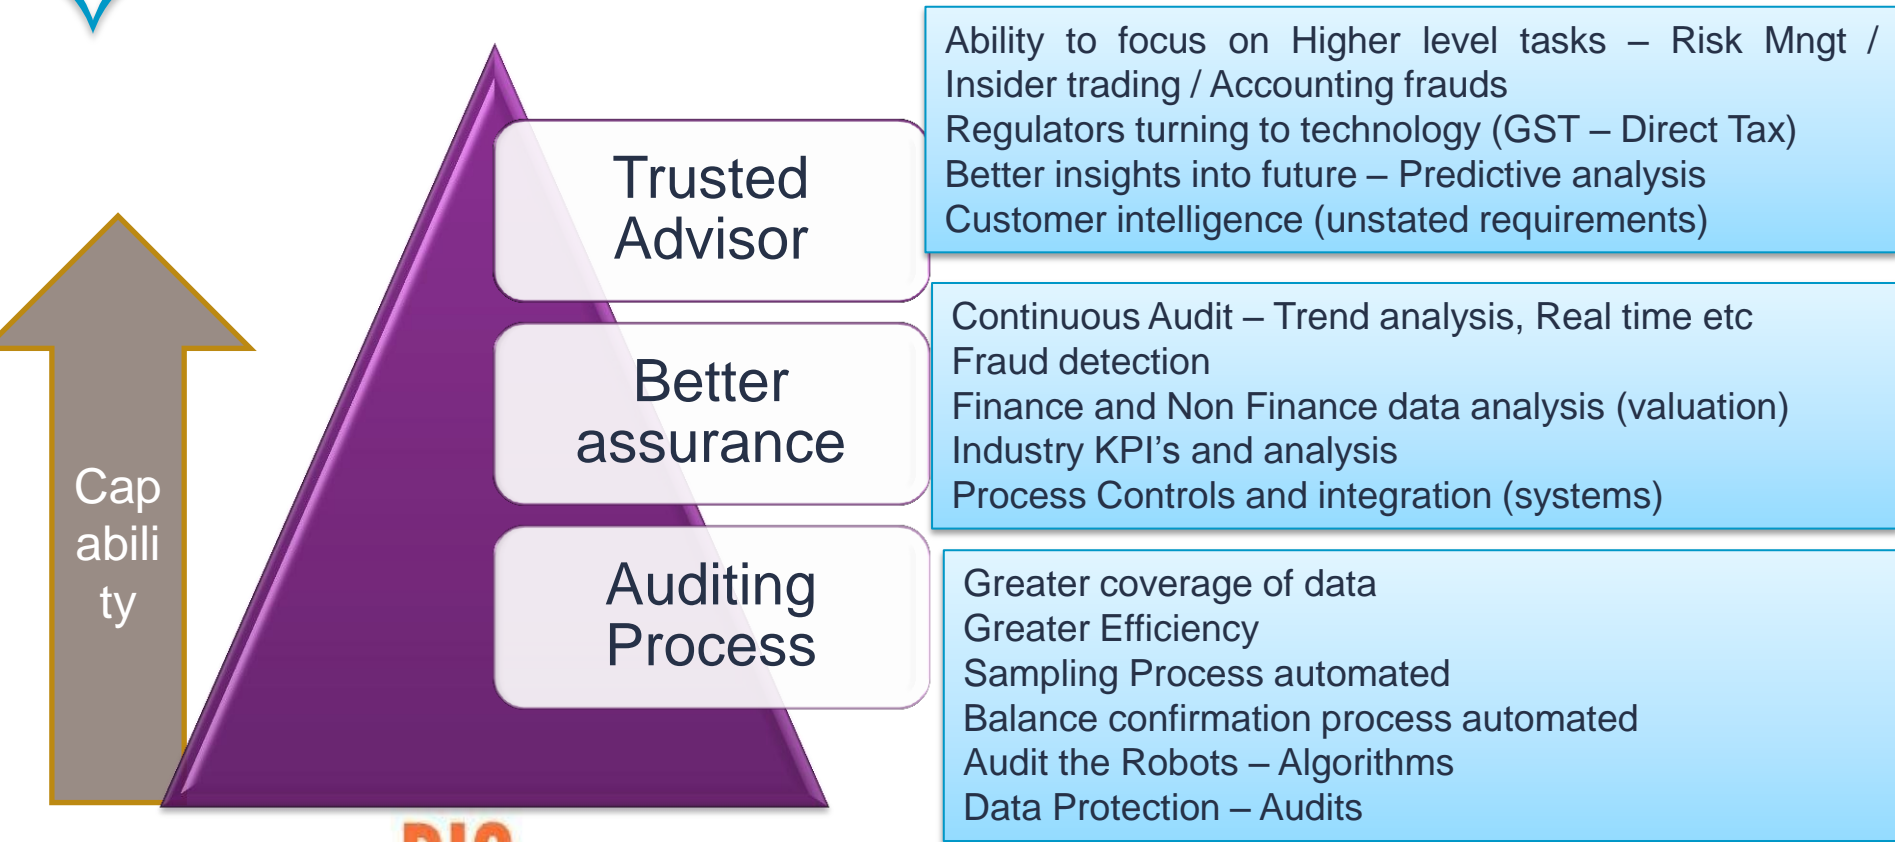 Ability to focus on Higher level tasks – Risk Mngt /
Insider trading / Accounting frauds
Regulators turning to technology (GST – Direct Tax)
Better insights into future – Predictive analysis
Customer intelligence (unstated requirements)
Trusted
Advisor
Continuous Audit – Trend analysis, Real time etc
Fraud detection
Finance and Non Finance data analysis (valuation)
Industry KPI’s and analysis
Process Controls and integration (systems)
Better
assurance
Cap
abili
ty
Greater coverage of data
Greater Efficiency
Sampling Process automated
Balance confirmation process automated
Audit the Robots – Algorithms
Data Protection – Audits
Auditing
Process